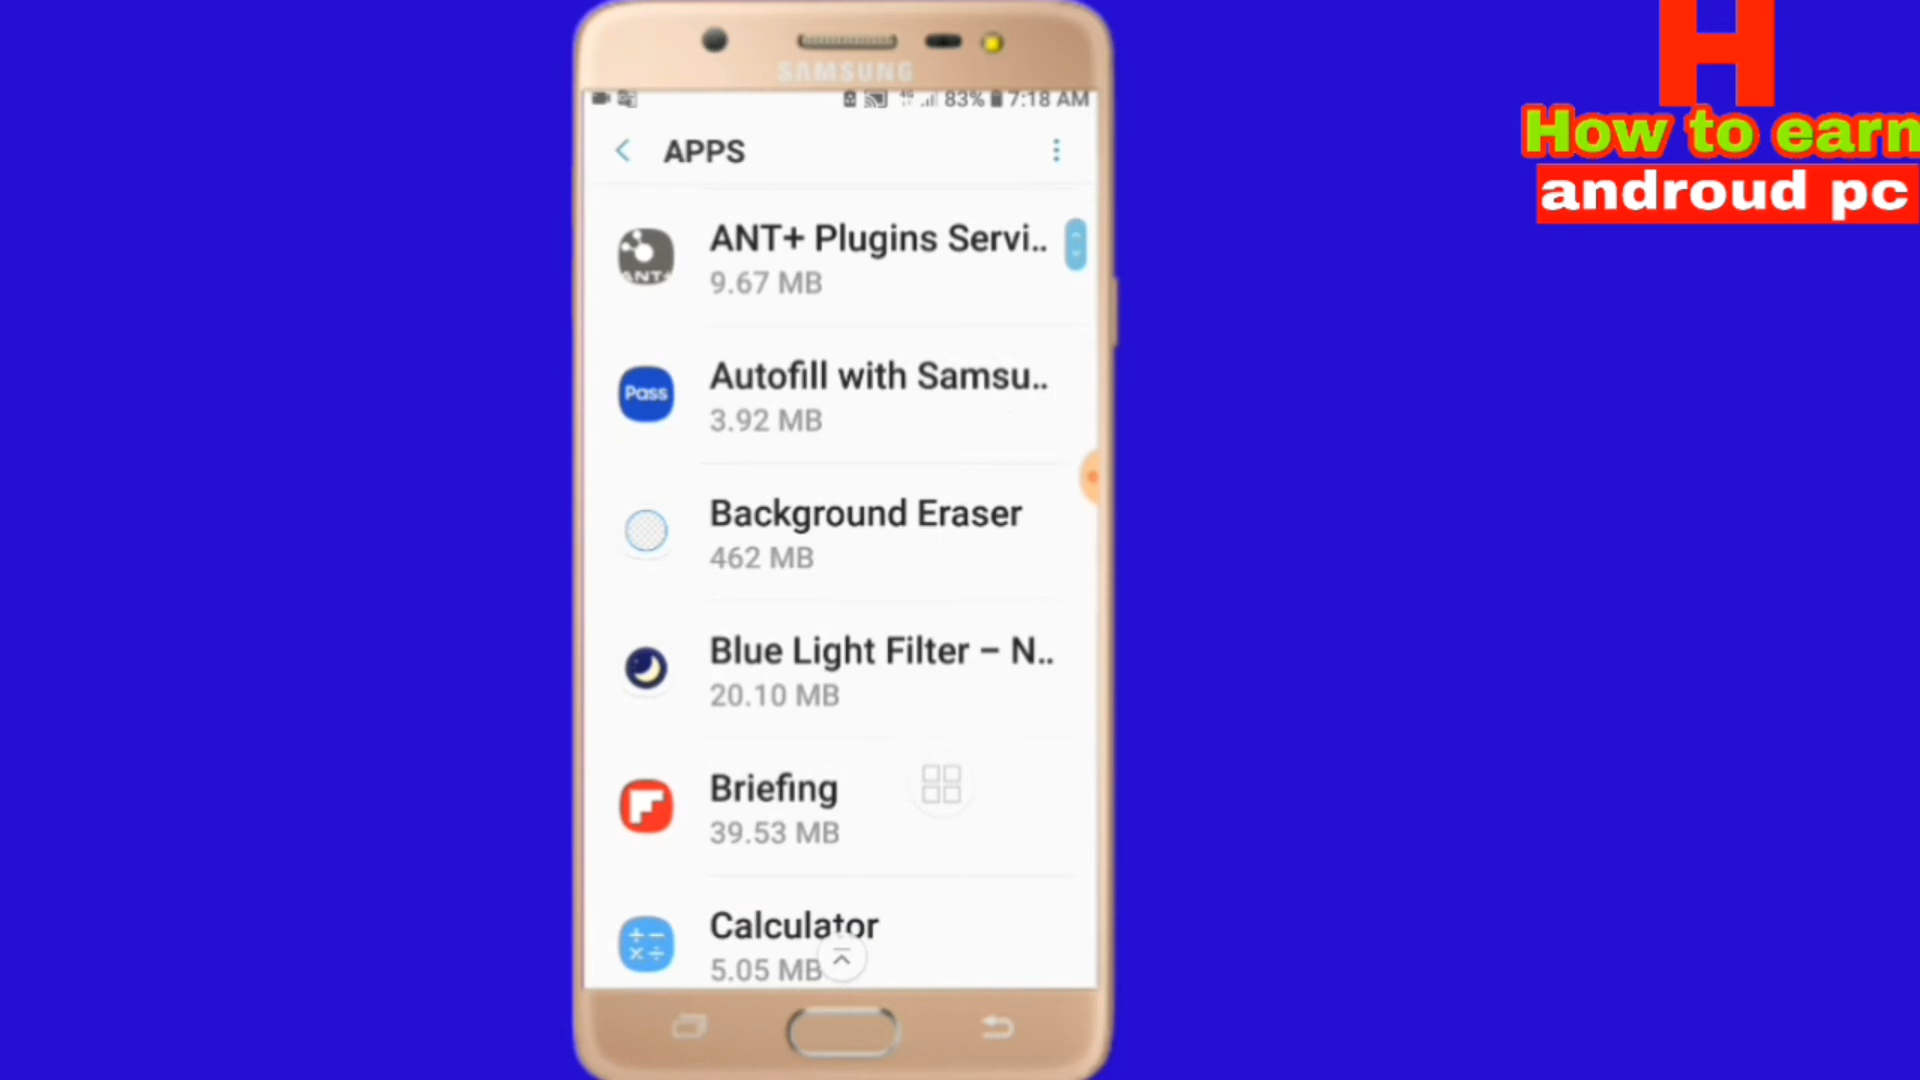 H
How to earn
androud pc
SAMSUNG
4G 83% 7:18 AM
APPS
ANT+ Plugins Servi..
9.67 MB
ANT+
Autofill with Samsu..
Pass
3.92 MB
Background Eraser
462 MB
Blue Light Filter – N..
20.10 MB
Briefing
39.53 MB
Calculator
5.05 MB